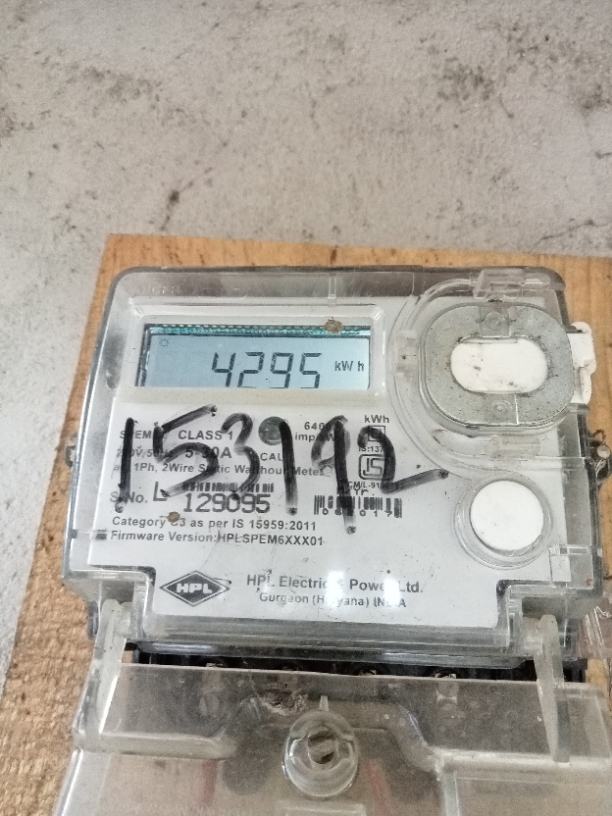 4295 kWh
153192
kWh
CLASS 1
5-30A
1Ph, 2Wire Static Watthour Meter
S.No. 129095
Category C3 as per IS 15959:2011
Firmware Version:HPLSPEM6XXX01
HPL
HPL Electric & Power Ltd.
Gurgaon (Haryana) INDIA